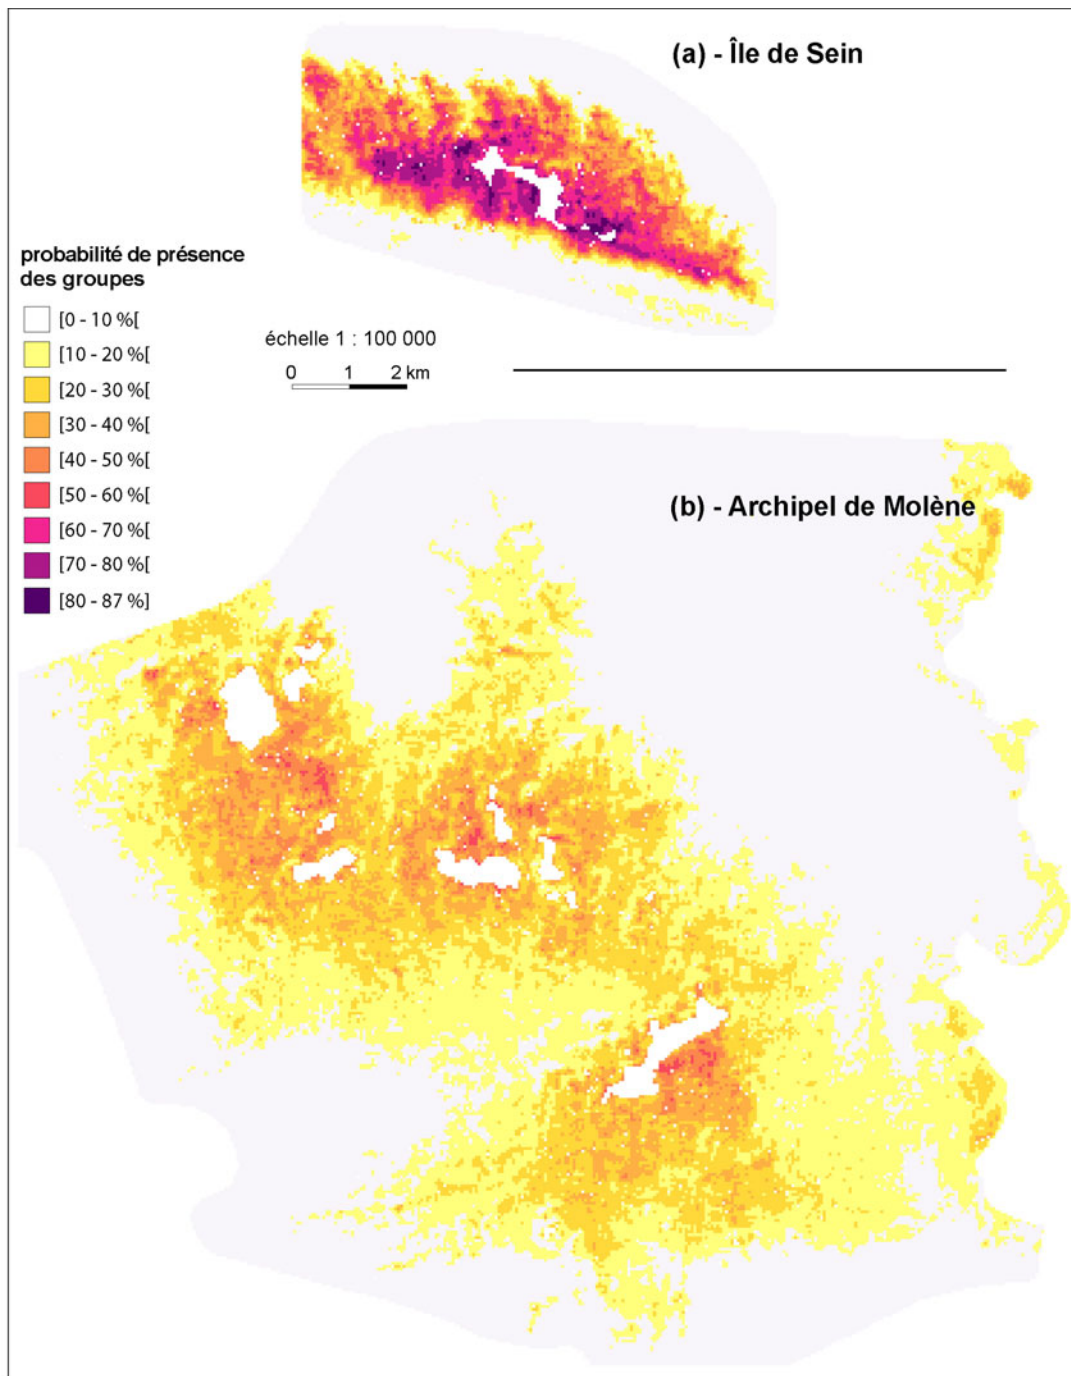 (a) - Île de Sein
probabilité de présence
des groupes
[0 - 10 %[
[10 - 20 %[
[20 - 30 %[
[30 - 40 %[
[40 - 50 %[
[50 - 60 %[
[60 - 70 %[
[70 - 80 %[
[80 - 87 %]
échelle 1 : 100 000
0 1 2 km
(b) - Archipel de Molène